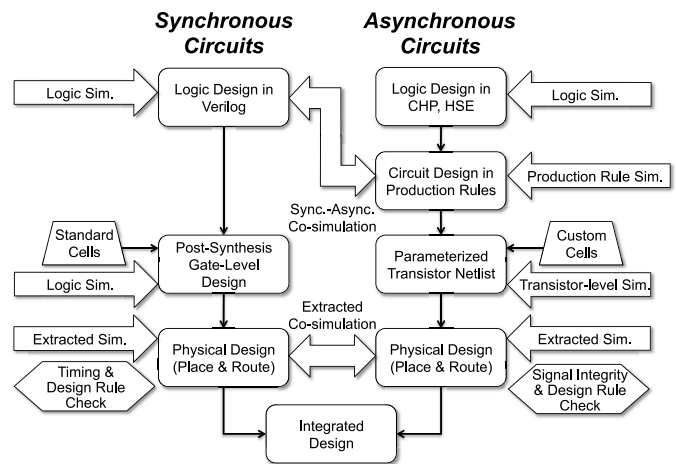 Synchronous
Circuits
Asynchronous
Circuits
Logic Sim.
Logic Design in
Verilog
Logic Design in
CHP, HSE
Logic Sim.
Circuit Design in
Production Rules
Production Rule Sim.
Sync.-Async.
Co-simulation
Standard
Cells
Post-Synthesis
Gate-Level
Design
Parameterized
Transistor Netlist
Custom
Cells
Logic Sim.
Transistor-level Sim.
Extracted
Co-simulation
Extracted Sim.
Physical Design
(Place & Route)
Physical Design
(Place & Route)
Extracted Sim.
Timing &
Design Rule
Check
Signal Integrity
& Design Rule
Check
Integrated
Design